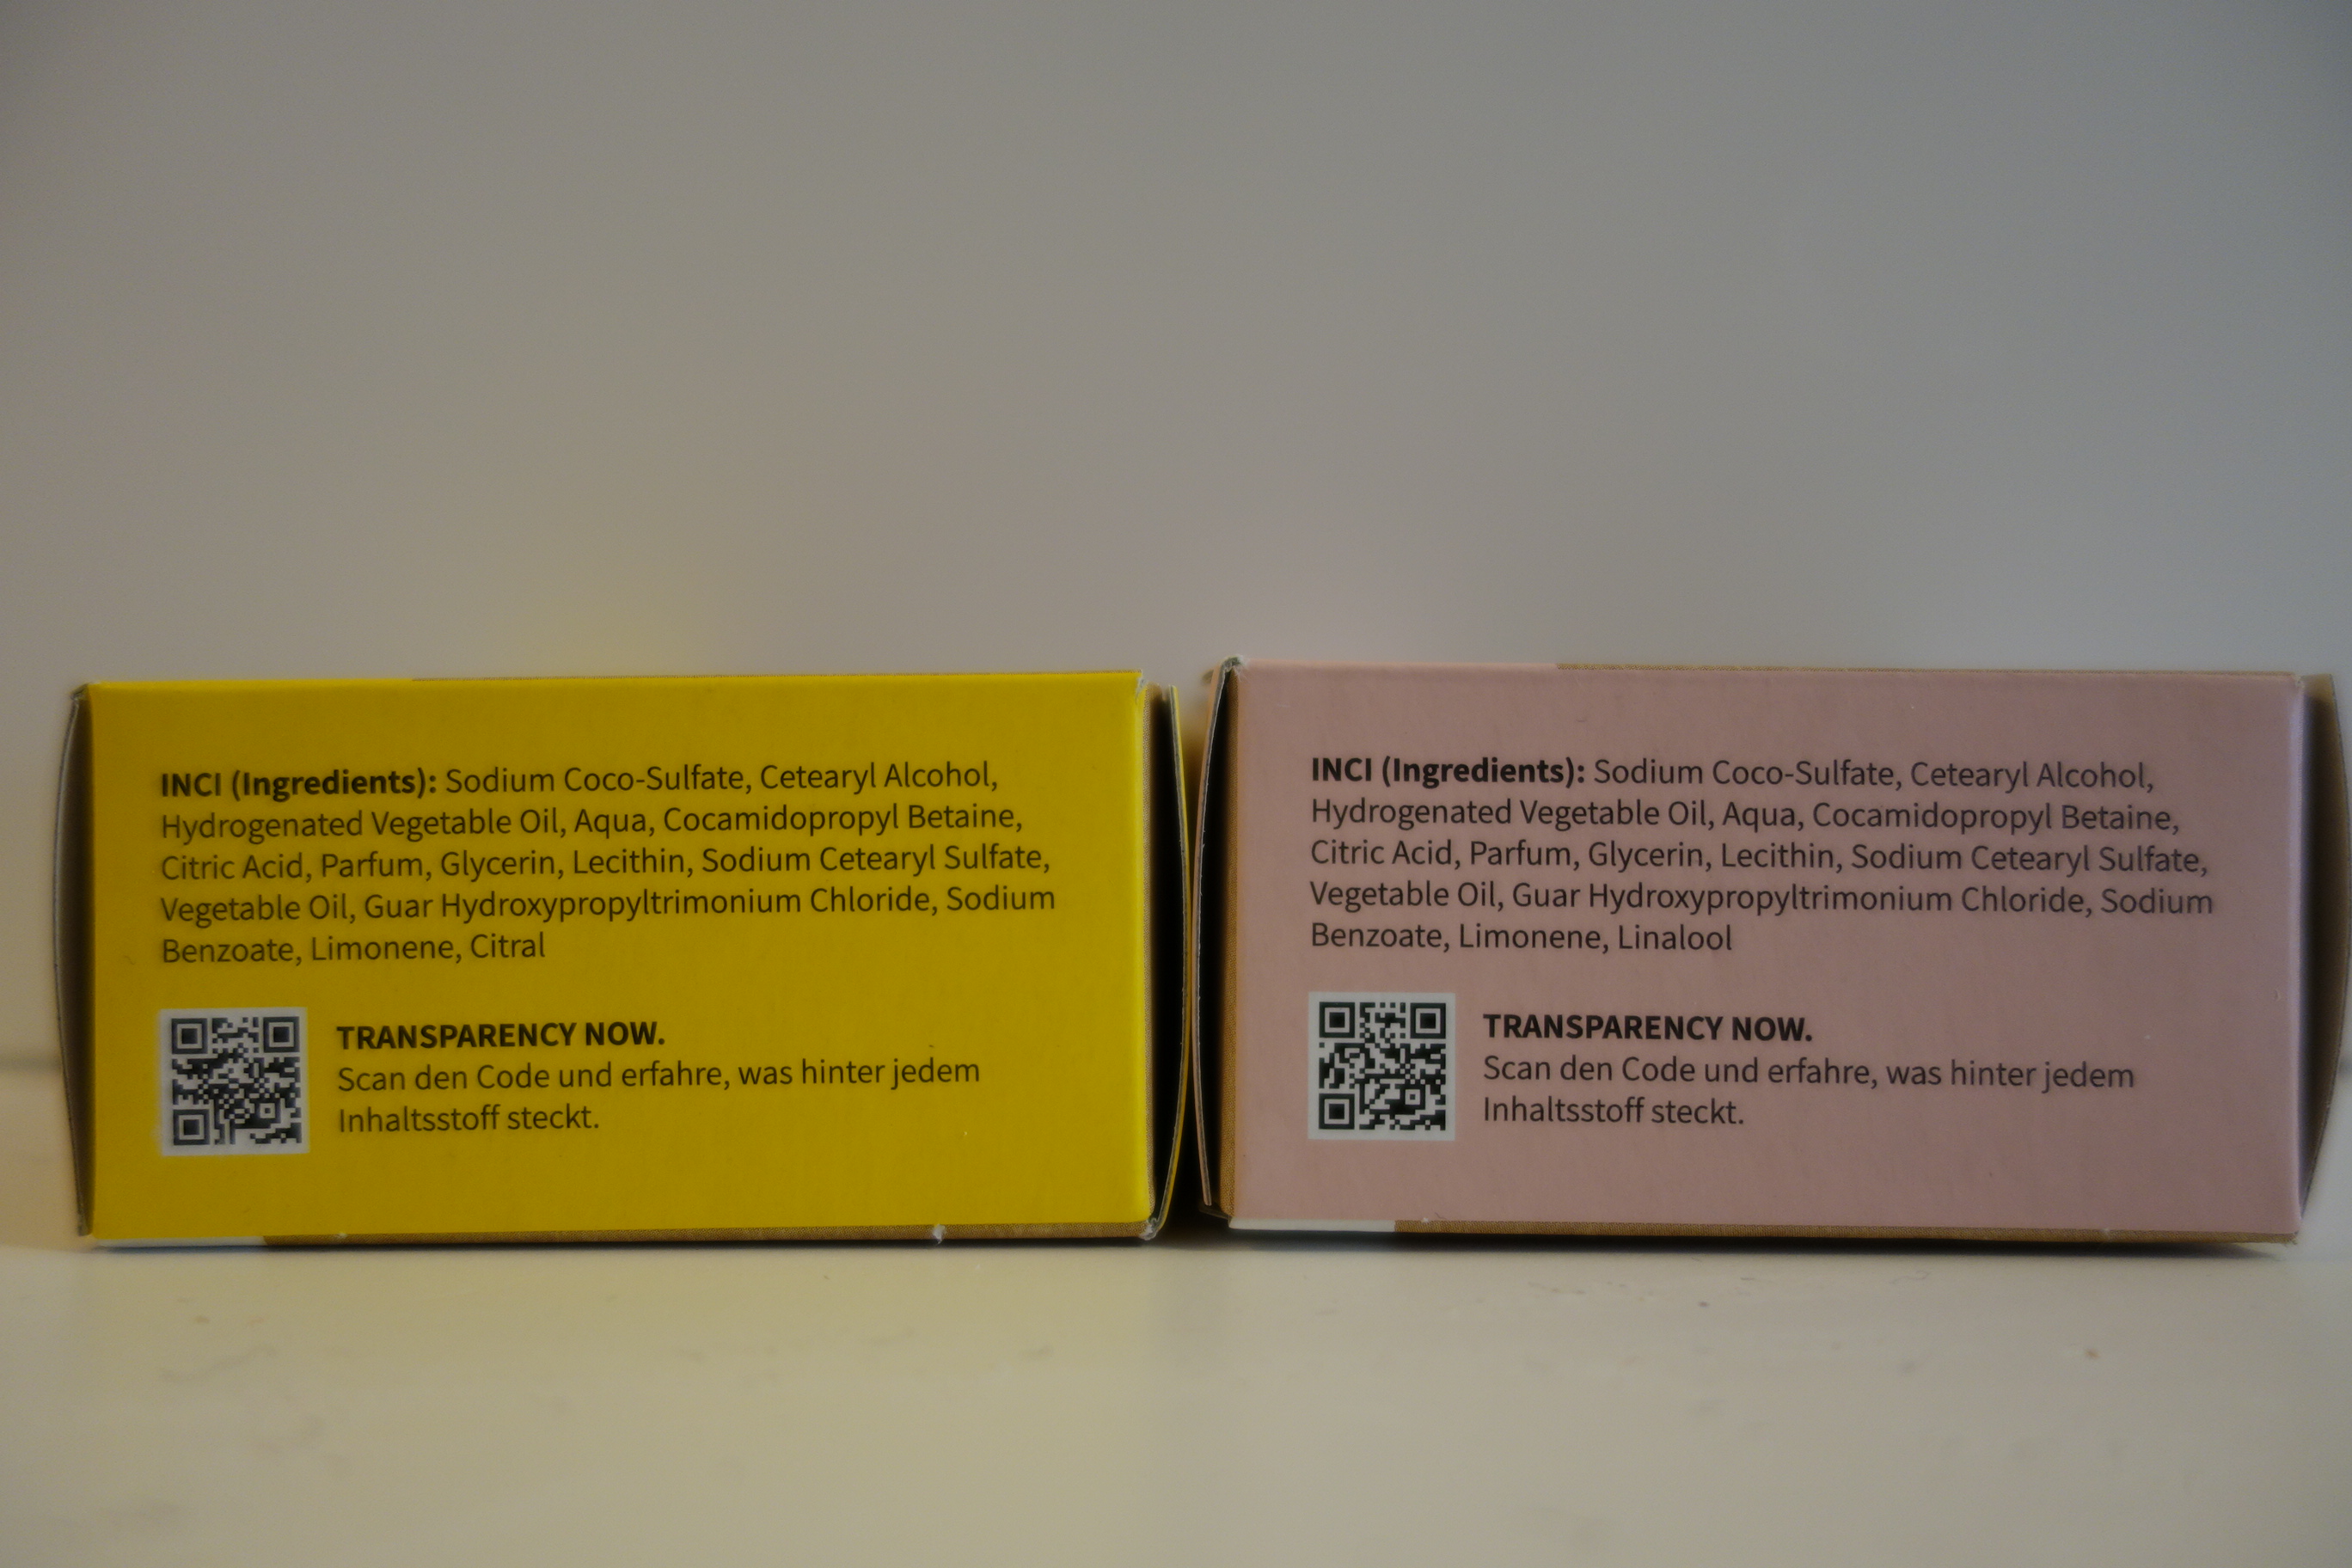 INCI (Ingredients): Sodium Coco-Sulfate, Cetearyl Alcohol,
Hydrogenated Vegetable Oil, Aqua, Cocamidopropyl Betaine,
Citric Acid, Parfum, Glycerin, Lecithin, Sodium Cetearyl Sulfate,
Vegetable Oil, Guar Hydroxypropyltrimonium Chloride, Sodium
Benzoate, Limonene, Citral
TRANSPARENCY NOW.
Scan den Code und erfahre, was hinter jedem
Inhaltsstoff steckt.
INCI (Ingredients): Sodium Coco-Sulfate, Cetearyl Alcohol,
Hydrogenated Vegetable Oil, Aqua, Cocamidopropyl Betaine,
Citric Acid, Parfum, Glycerin, Lecithin, Sodium Cetearyl Sulfate,
Vegetable Oil, Guar Hydroxypropyltrimonium Chloride, Sodium
Benzoate, Limonene, Linalool
TRANSPARENCY NOW.
Scan den Code und erfahre, was hinter jedem
Inhaltsstoff steckt.